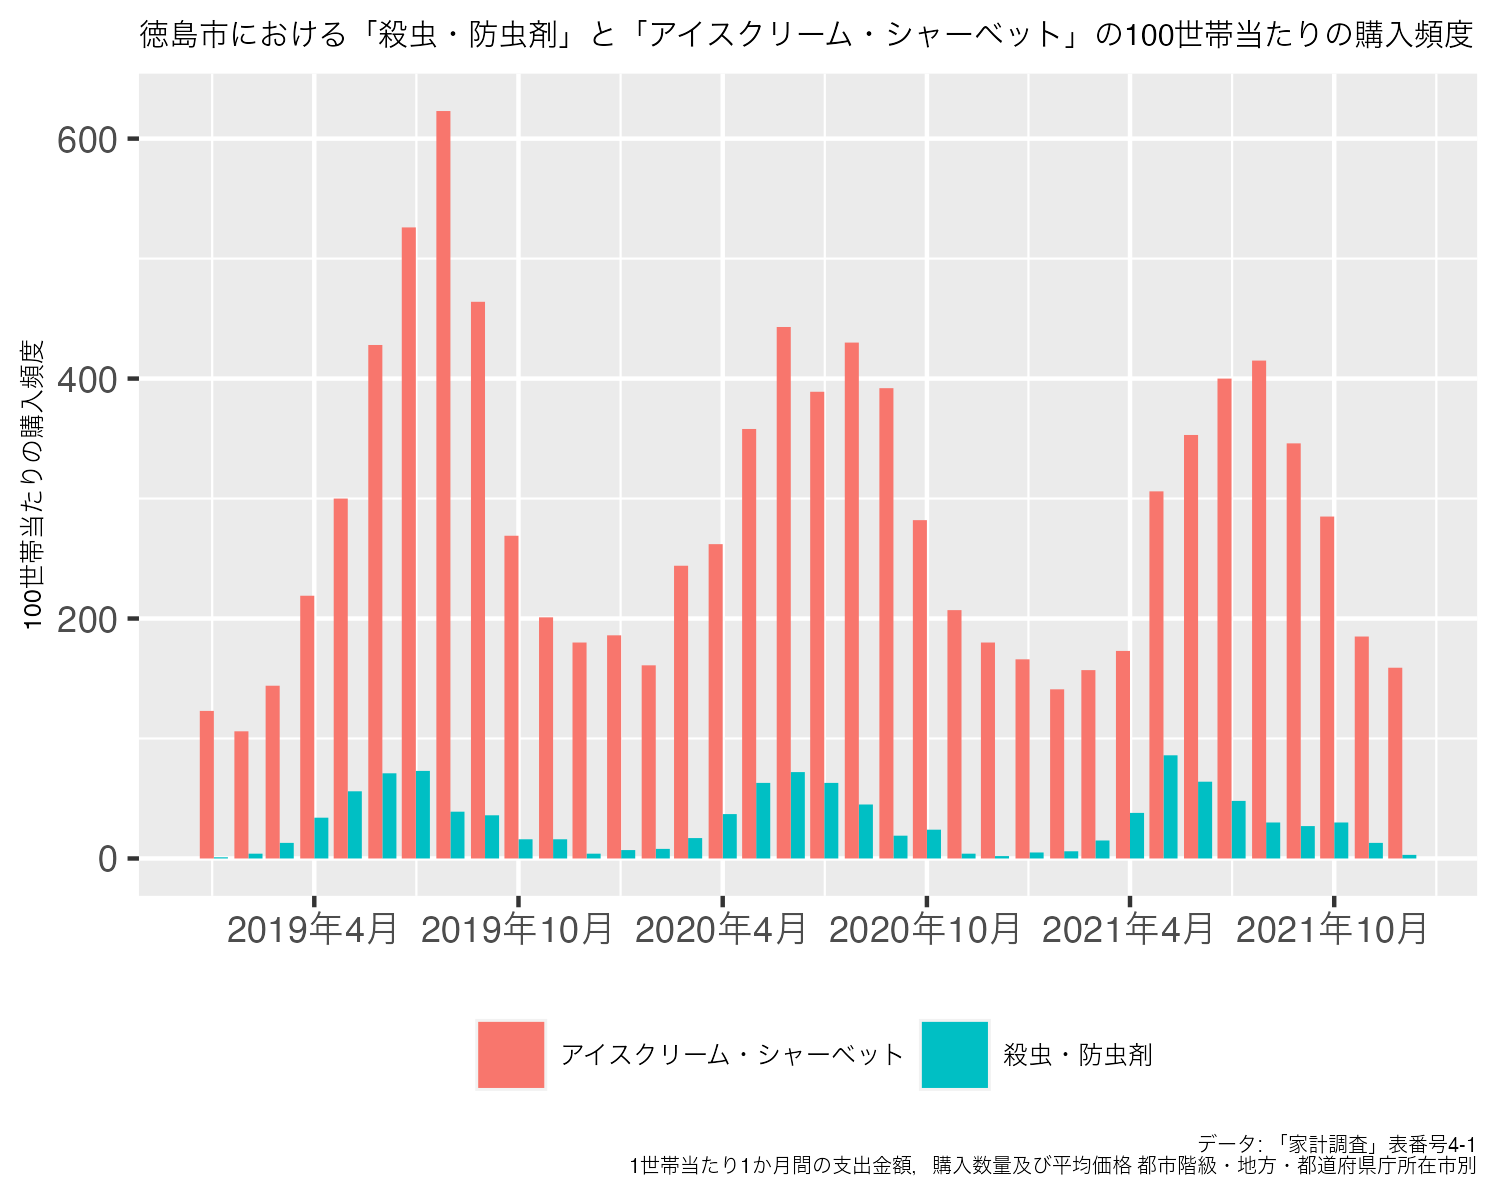 徳島市における「殺虫・防虫剤」と「アイスクリーム・シャーベット」の100世帯当たりの購入頻度
100世帯当たりの購入頻度
600
400
200
0
2019年4月 2019年10月 2020年4月 2020年10月 2021年4月 2021年10月
アイスクリーム・シャーベット 殺虫・防虫剤
データ: 「家計調査」表番号4-1
1世帯当たり1か月間の支出金額，購入数量及び平均価格 都市階級・地方・都道府県庁所在市別